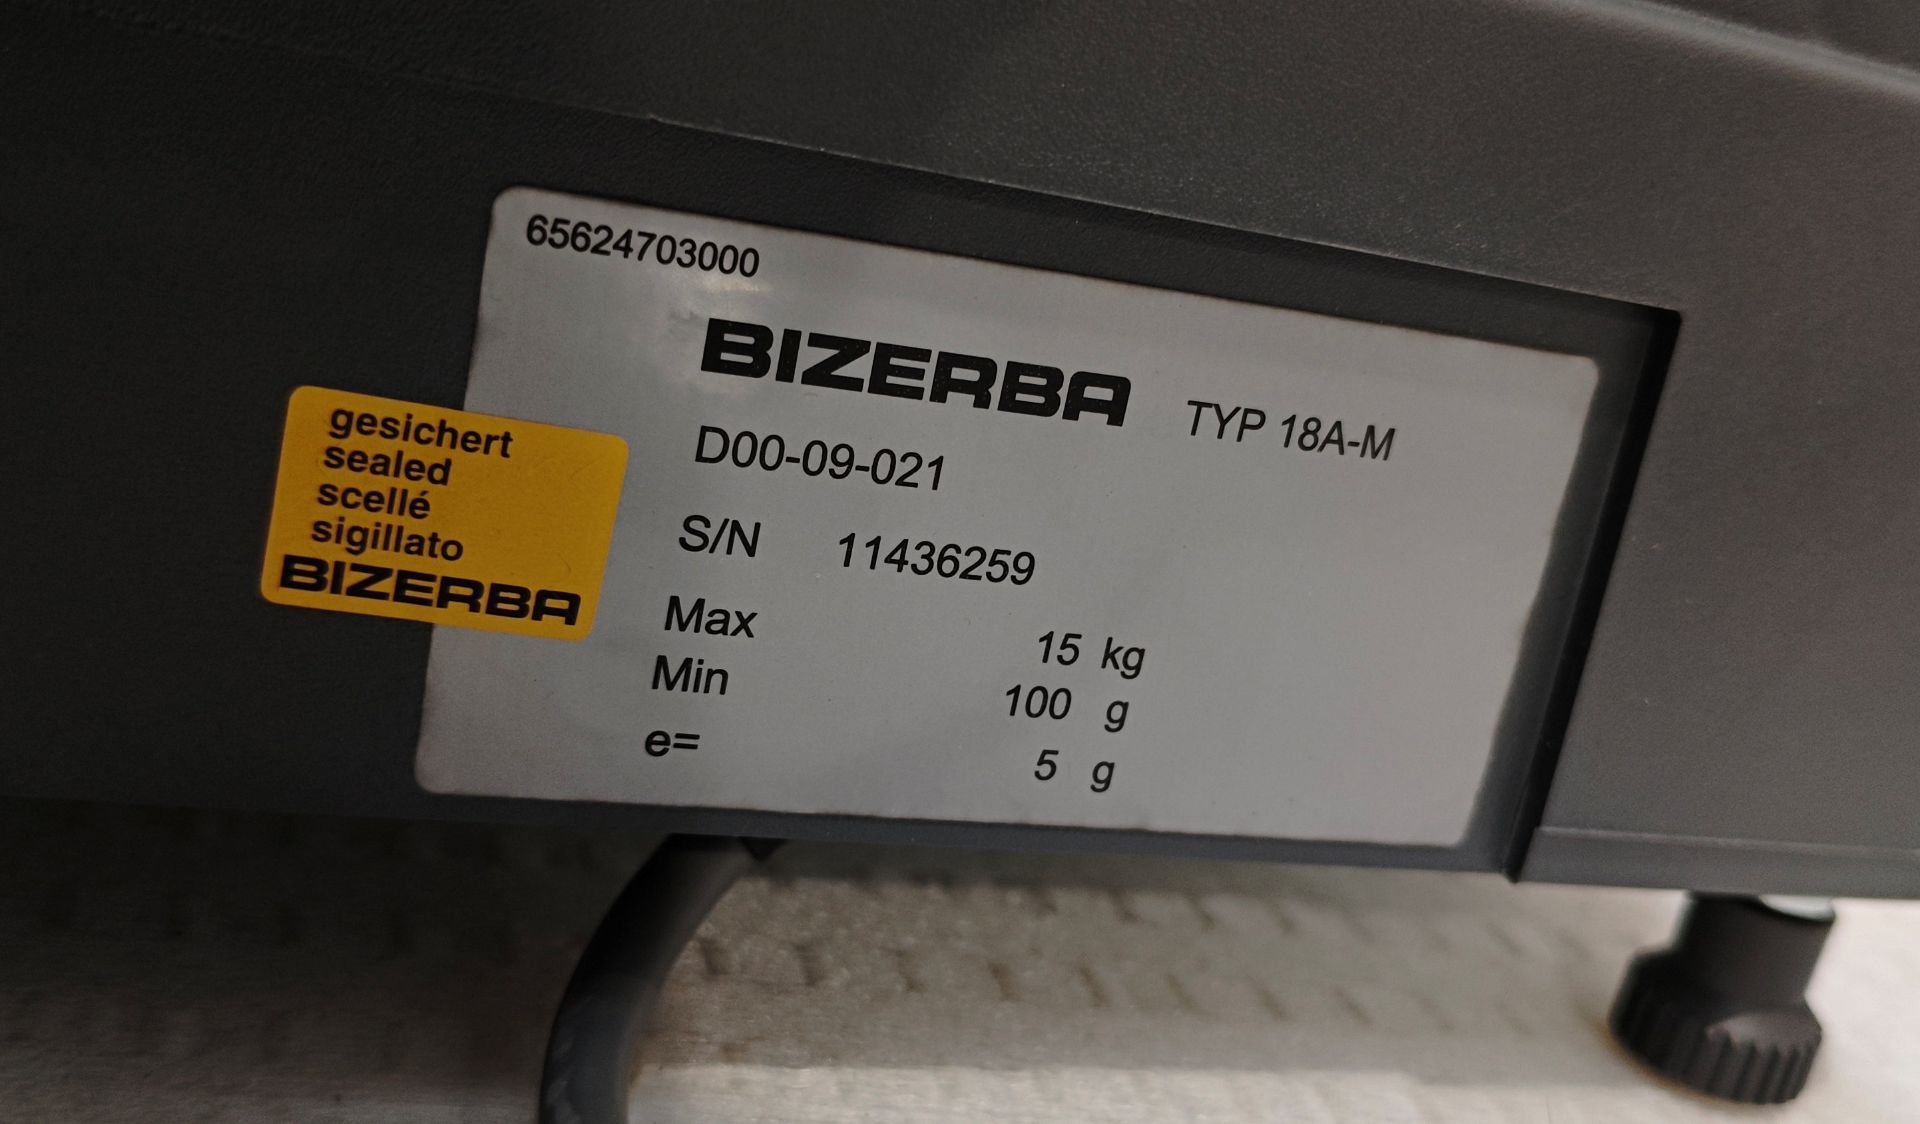 65624703000
BIZERBA TYP 18A-M
D00-09-021
S/N 11436259
Max 15 kg
Min 100 g
e= 5 g
gesichert
sealed
scellé
sigillato
BIZERBA